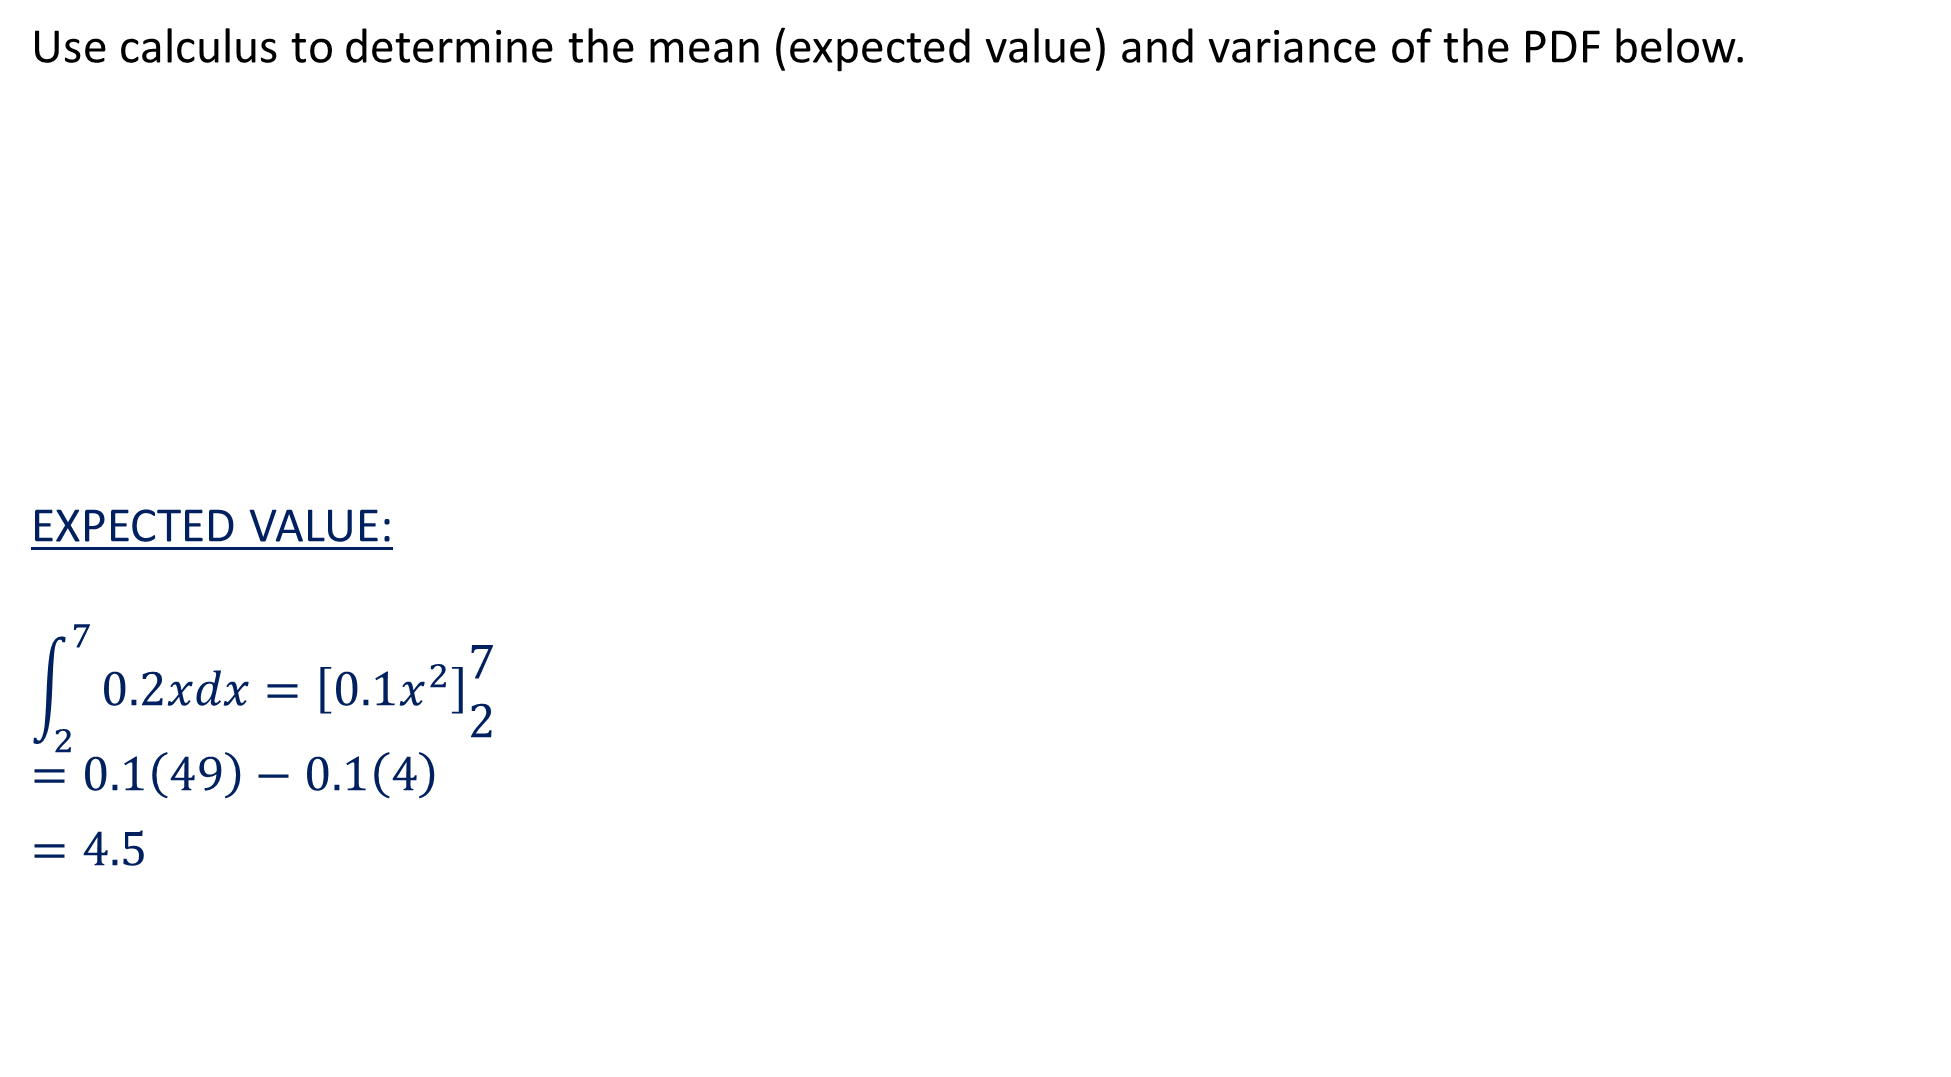 Use calculus to determine the mean (expected value) and variance of the PDF below.
EXPECTED VALUE:
∫₂⁷ 0.2xdx = [0.1x²]₂⁷
= 0.1(49) − 0.1(4)
= 4.5